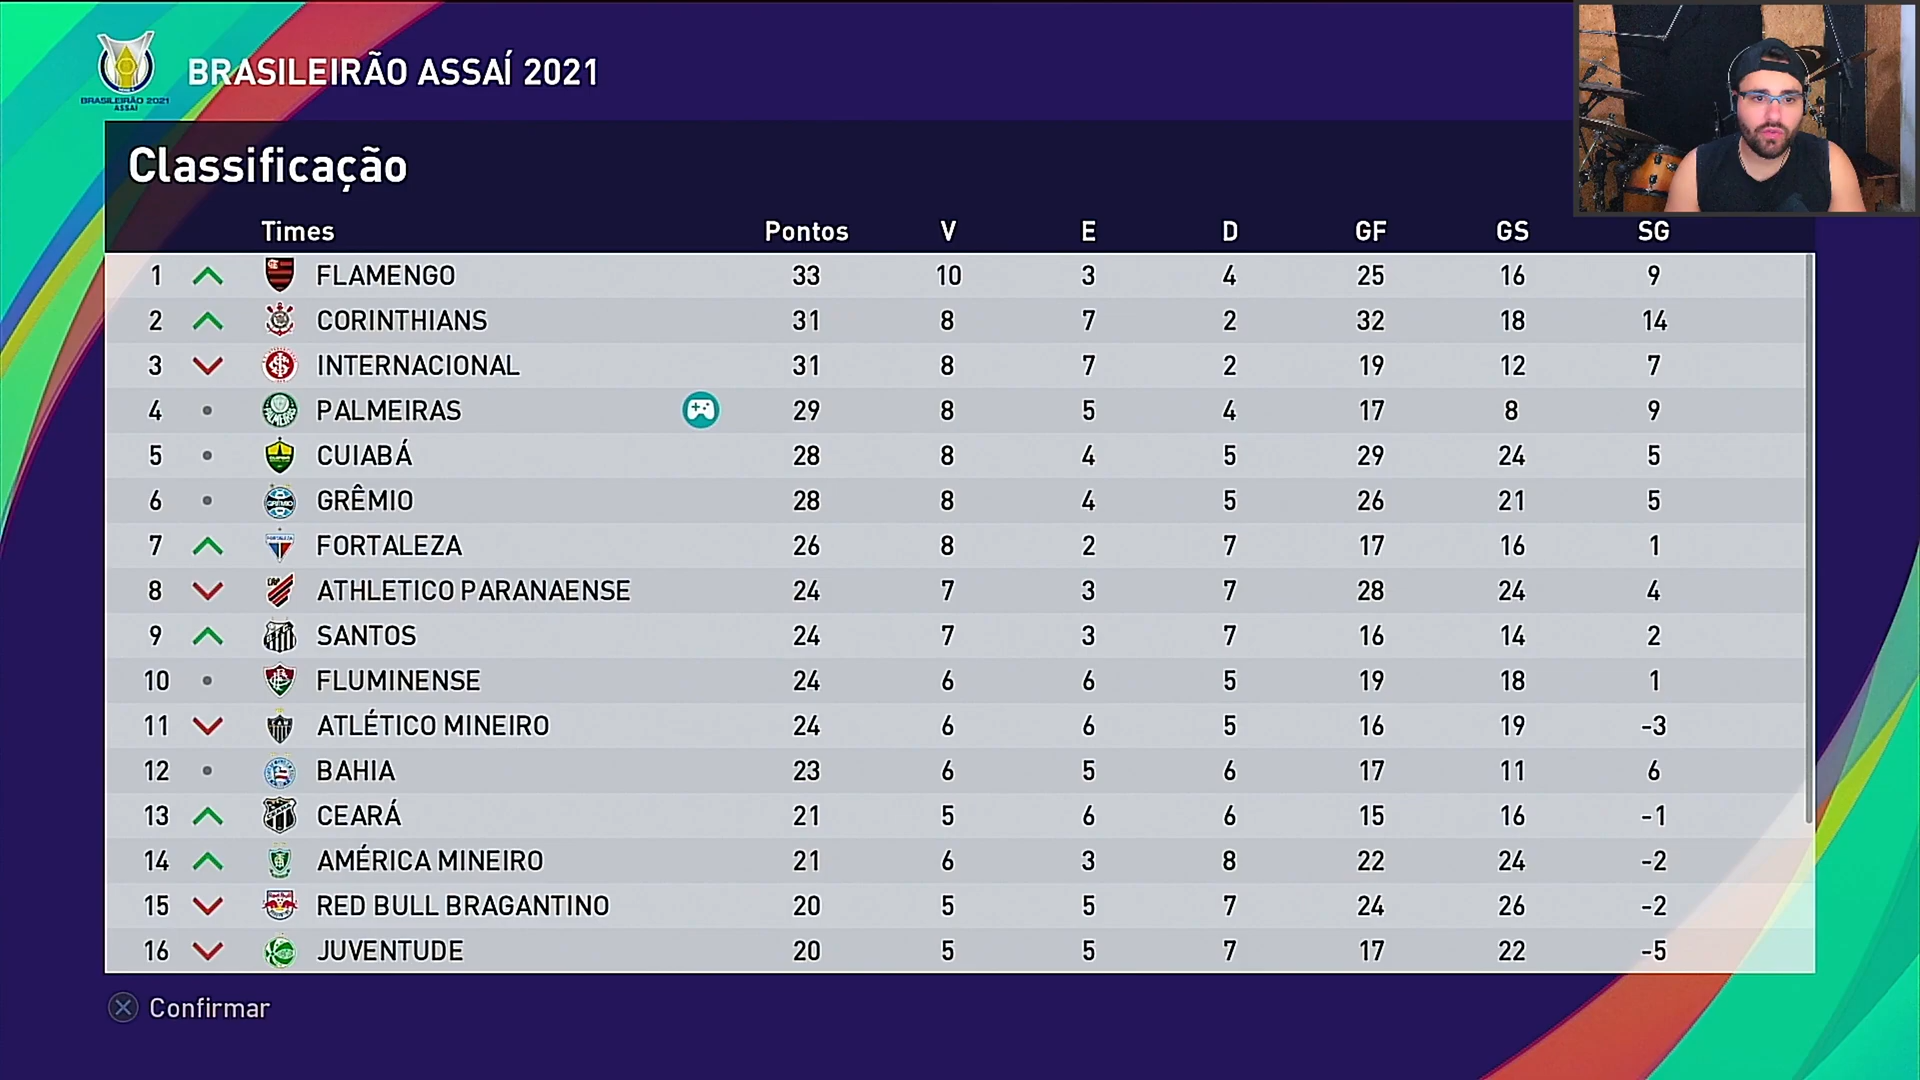 BRASILEIRÃO ASSAÍ 2021
BRASILEIRÃO 2021
ASSAÍ
Classificação
Times Pontos V E D GF GS SG
1 FLAMENGO 33 10 3 4 25 16 9
2 CORINTHIANS 31 8 7 2 32 18 14
3 INTERNACIONAL 31 8 7 2 19 12 7
4 PALMEIRAS 29 8 5 4 17 8 9
5 CUIABÁ 28 8 4 5 29 24 5
6 GRÊMIO 28 8 4 5 26 21 5
7 FORTALEZA 26 8 2 7 17 16 1
8 ATHLETICO PARANAENSE 24 7 3 7 28 24 4
9 SANTOS 24 7 3 7 16 14 2
10 FLUMINENSE 24 6 6 5 19 18 1
11 ATLÉTICO MINEIRO 24 6 6 5 16 19 -3
12 BAHIA 23 6 5 6 17 11 6
13 CEARÁ 21 5 6 6 15 16 -1
14 AMÉRICA MINEIRO 21 6 3 8 22 24 -2
15 RED BULL BRAGANTINO 20 5 5 7 24 26 -2
16 JUVENTUDE 20 5 5 7 17 22 -5
Confirmar